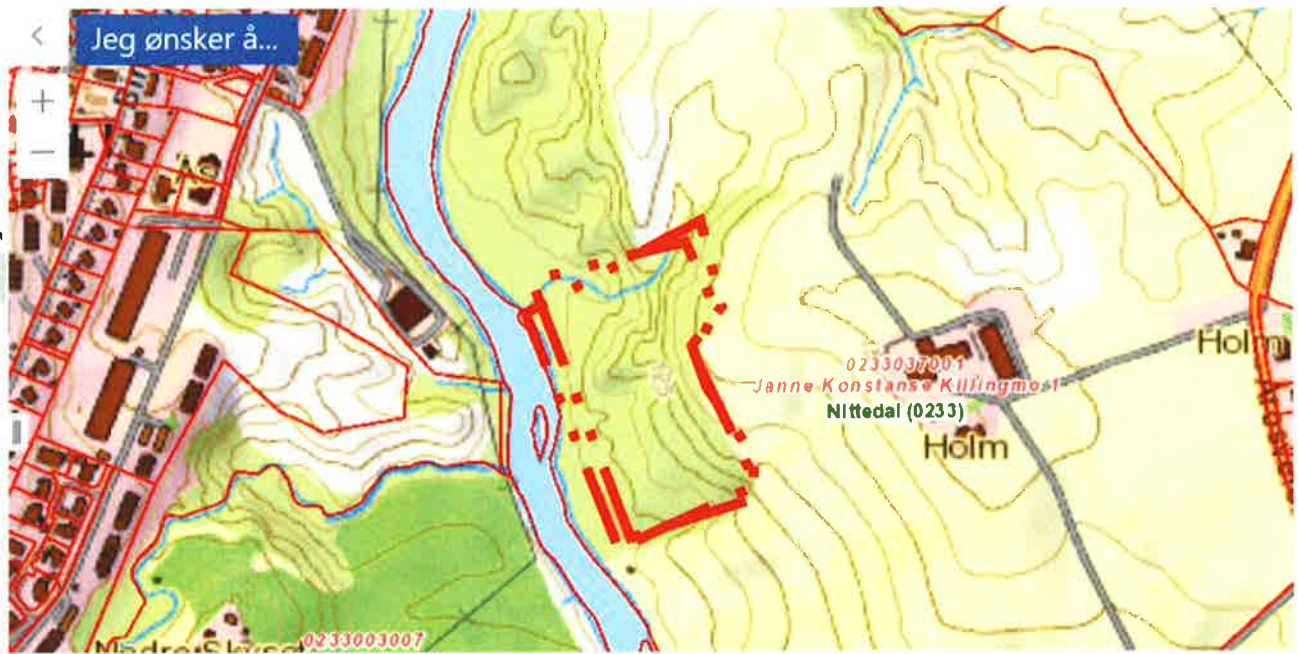 Jeg ønsker å...
+
−
Holm
0233037001
Janne Konstanse Killingmo 1
Nittedal (0233)
Holm
0233003007